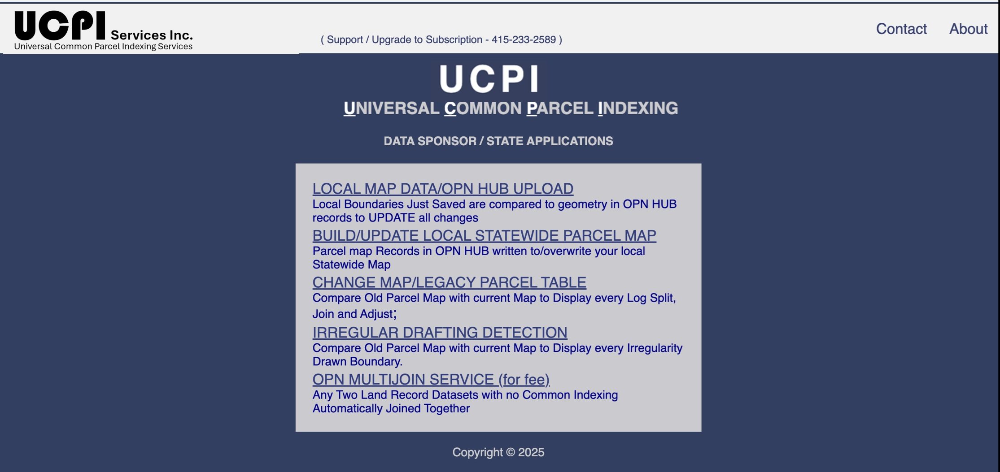 UCPI Services Inc.
Universal Common Parcel Indexing Services
( Support / Upgrade to Subscription - 415-233-2589 )
Contact About
UCPI
UNIVERSAL COMMON PARCEL INDEXING
DATA SPONSOR / STATE APPLICATIONS
LOCAL MAP DATA/OPN HUB UPLOAD
Local Boundaries Just Saved are compared to geometry in OPN HUB
records to UPDATE all changes
BUILD/UPDATE LOCAL STATEWIDE PARCEL MAP
Parcel map Records in OPN HUB written to/overwrite your local
Statewide Map
CHANGE MAP/LEGACY PARCEL TABLE
Compare Old Parcel Map with current Map to Display every Log Split,
Join and Adjust;
IRREGULAR DRAFTING DETECTION
Compare Old Parcel Map with current Map to Display every Irregularity
Drawn Boundary.
OPN MULTIJOIN SERVICE (for fee)
Any Two Land Record Datasets with no Common Indexing
Automatically Joined Together
Copyright © 2025